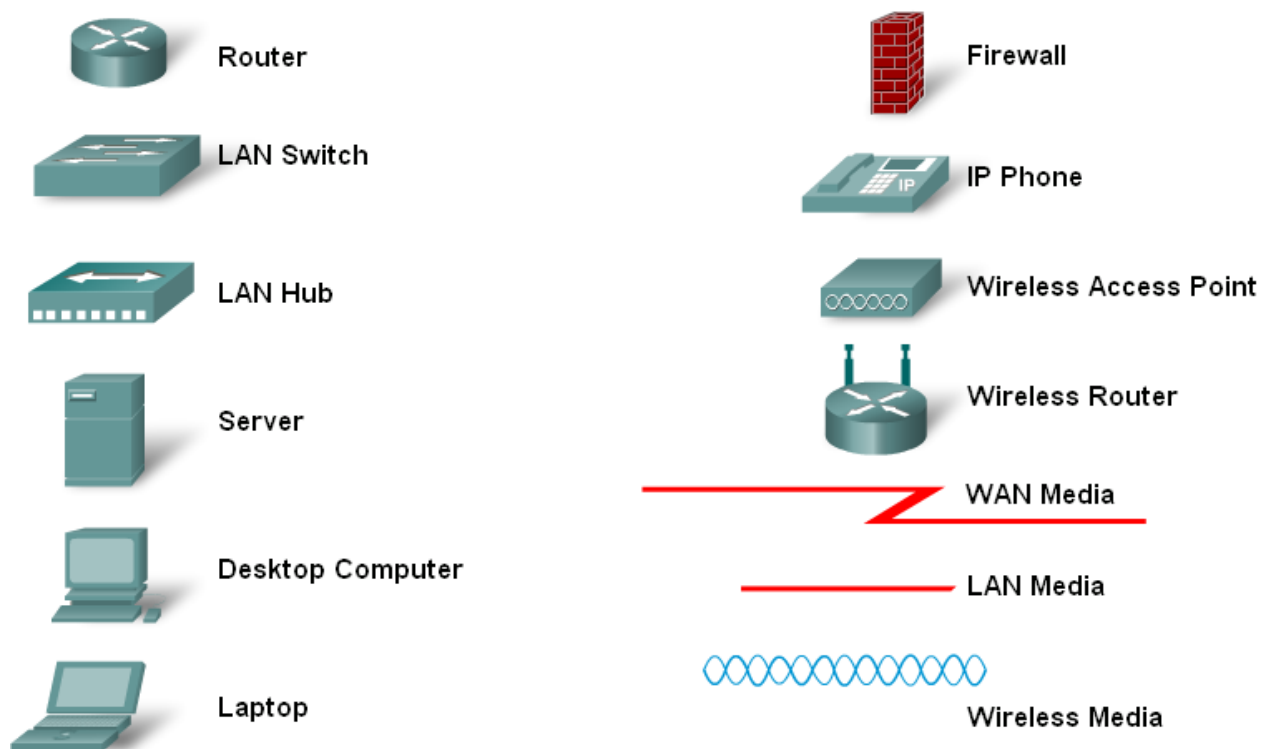 Router
LAN Switch
LAN Hub
Server
Desktop Computer
Laptop
Firewall
IP
IP Phone
Wireless Access Point
Wireless Router
WAN Media
LAN Media
Wireless Media